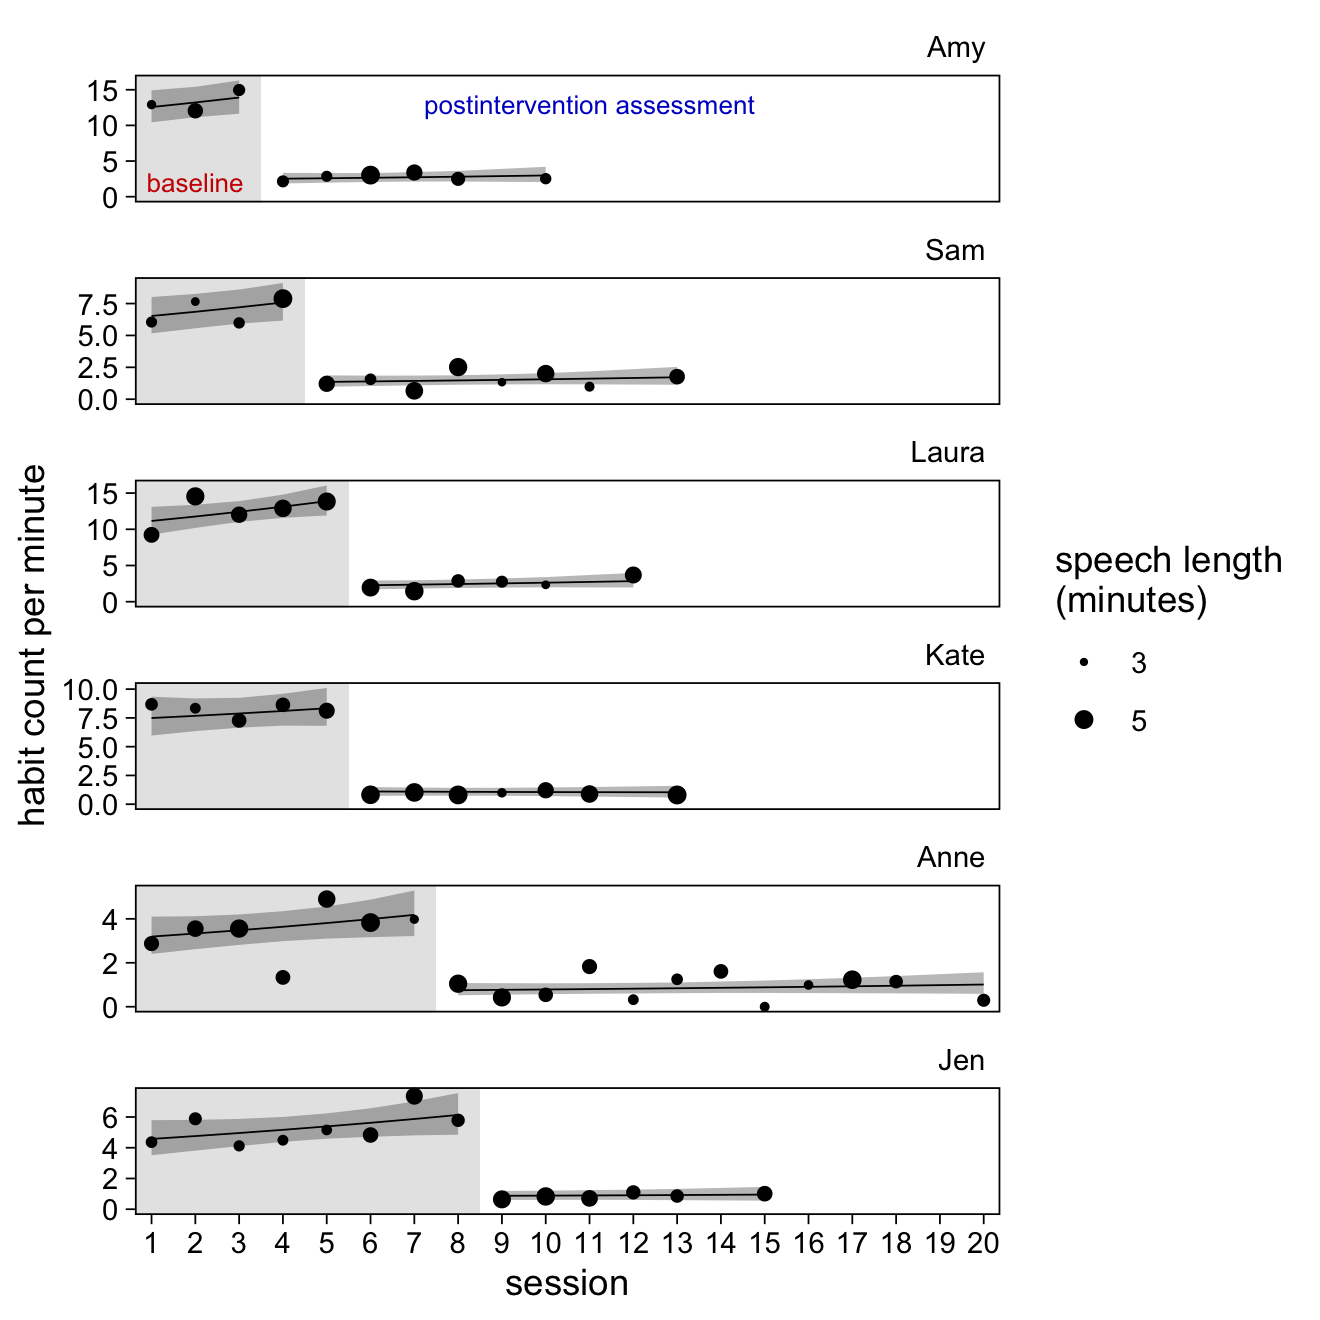 Amy
15
10
5
0
postintervention assessment
baseline
Sam
7.5
5.0
2.5
0.0
Laura
15
10
5
0
Kate
10.0
7.5
5.0
2.5
0.0
Anne
4
2
0
Jen
6
4
2
0
1 2 3 4 5 6 7 8 9 10 11 12 13 14 15 16 17 18 19 20
session
habit count per minute
speech length
(minutes)
3
5